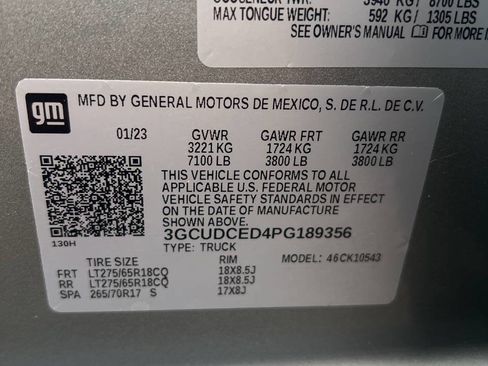 3946 KG / 8700 LBS
MAX TONGUE WEIGHT: 592 KG / 1305 LBS
SEE OWNER'S MANUAL FOR MORE
gm
MFD BY GENERAL MOTORS DE MEXICO, S. DE R.L. DE C.V.
01/23 GVWR GAWR FRT GAWR RR
3221 KG 1724 KG 1724 KG
7100 LB 3800 LB 3800 LB
THIS VEHICLE CONFORMS TO ALL
APPLICABLE U.S. FEDERAL MOTOR
VEHICLE SAFETY STANDARDS IN EFFECT
ON THE DATE OF MANUFACTURE
SHOWN ABOVE.
130H
3GCUDCED4PG189356
TYPE: TRUCK
TIRE SIZE RIM MODEL: 46CK10543
FRT LT275/65R18CQ 18X8.5J
RR LT275/65R18CQ 18X8.5J
SPA 265/70R17 S 17X8J